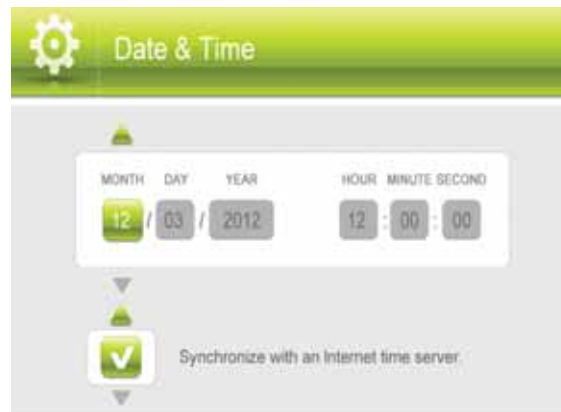 Date & Time
MONTH DAY YEAR HOUR MINUTE SECOND
12 / 03 / 2012 12 : 00 : 00
Synchronize with an Internet time server